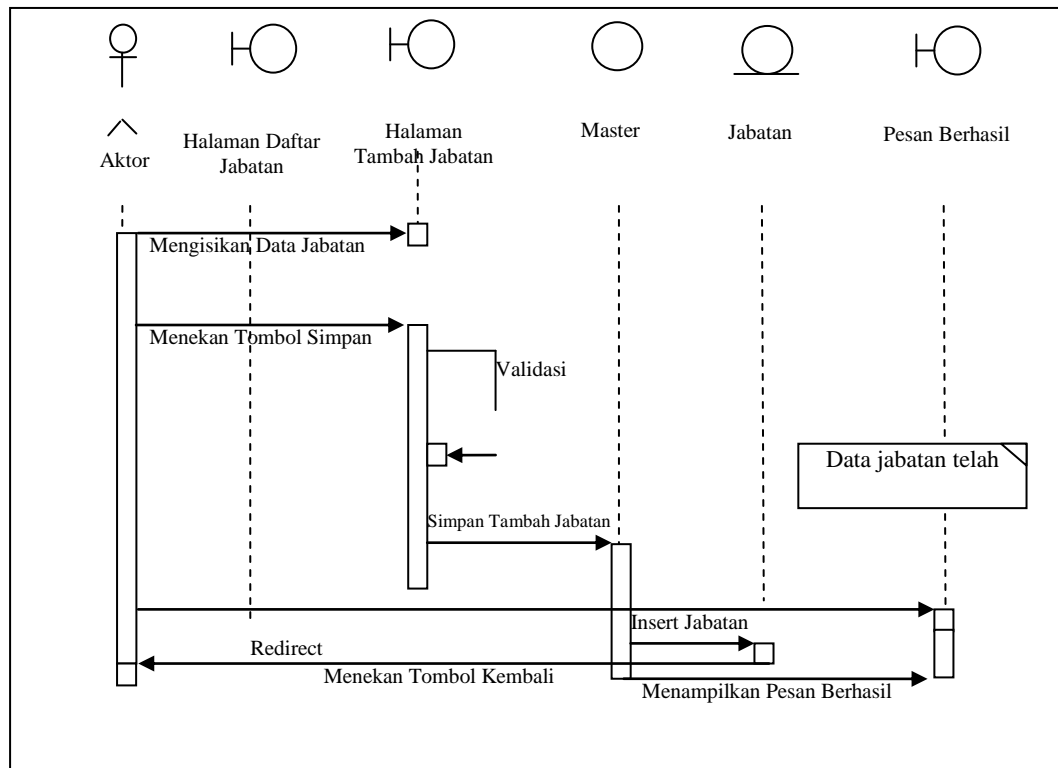 Aktor
Halaman Daftar
Jabatan
Halaman
Tambah Jabatan
Master
Jabatan
Pesan Berhasil
Mengisikan Data Jabatan
Menekan Tombol Simpan
Validasi
Data jabatan telah
Simpan Tambah Jabatan
Insert Jabatan
Redirect
Menekan Tombol Kembali
Menampilkan Pesan Berhasil